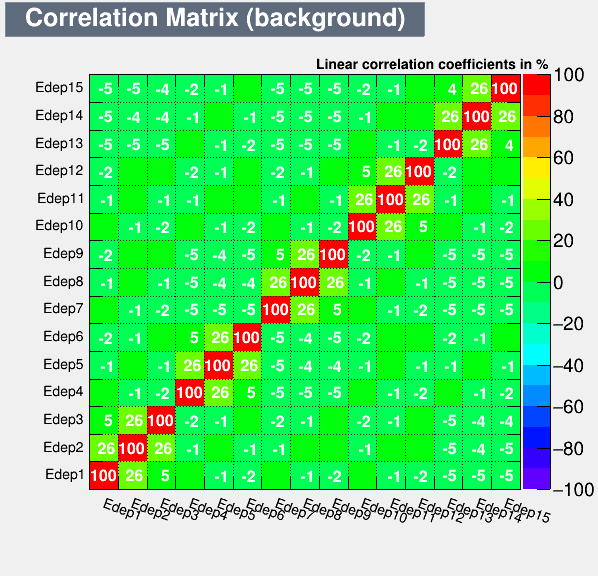 Correlation Matrix (background)
Linear correlation coefficients in %
Edep15 -5 -5 -4 -2 -1 -5 -5 -5 -2 -1 4 26 100
Edep14 -5 -4 -4 -1 -1 -5 -5 -5 -1 26 100 26
Edep13 -5 -5 -5 -1 -2 -5 -5 -5 -1 -2 100 26 4
Edep12 -2 -2 -1 -2 -1 5 26 100 -2
Edep11 -1 -1 -1 -1 -1 26 100 26 -1 -1
Edep10 -1 -2 -1 -2 -1 -2 100 26 5 -1 -2
Edep9 -2 -5 -4 -5 5 26 100 -2 -1 -5 -5 -5
Edep8 -1 -1 -5 -4 -4 26 100 26 -1 -1 -5 -5 -5
Edep7 -1 -2 -5 -5 -5 100 26 5 -1 -2 -5 -5 -5
Edep6 -2 -1 5 26 100 -5 -4 -5 -2 -2 -1
Edep5 -1 -1 26 100 26 -5 -4 -4 -1 -1 -1 -1
Edep4 -1 -2 100 26 5 -5 -5 -5 -1 -2 -1 -2
Edep3 5 26 100 -2 -1 -2 -1 -2 -1 -5 -4 -4
Edep2 26 100 26 -1 -1 -1 -1 -5 -4 -5
Edep1 100 26 5 -1 -2 -1 -2 -1 -2 -5 -5 -5
Edep1 Edep2 Edep3 Edep4 Edep5 Edep6 Edep7 Edep8 Edep9 Edep10 Edep11 Edep12 Edep13 Edep14 Edep15
100
80
60
40
20
0
−20
−40
−60
−80
−100